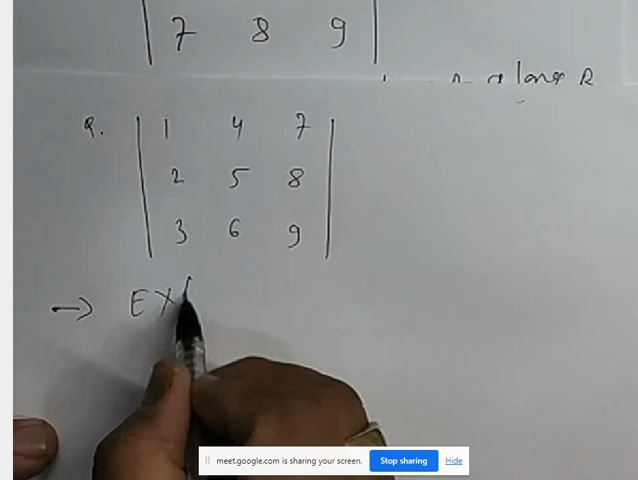 7 8 9
Q. 1 4 7
2 5 8
3 6 9
→ EX
meet.google.com is sharing your screen. Stop sharing Hide